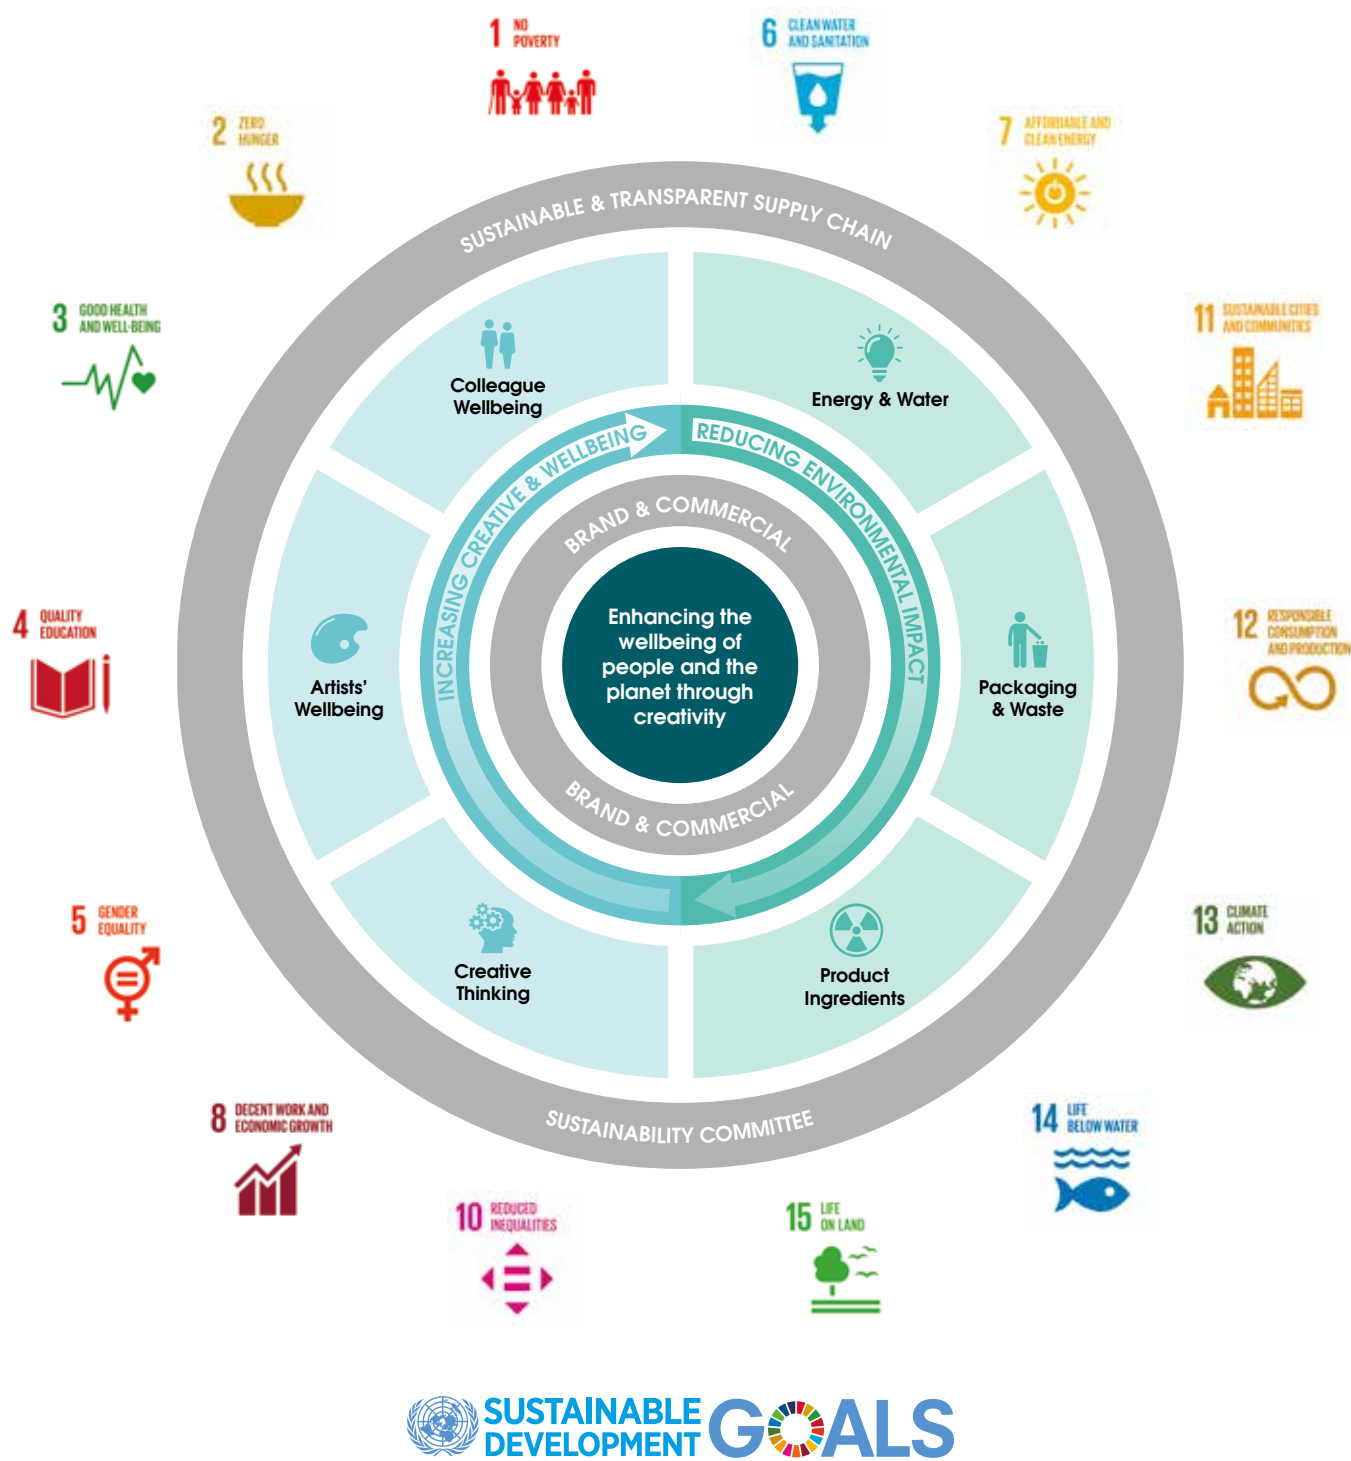 1 NO
POVERTY
6 CLEAN WATER
AND SANITATION
2 ZERO
HUNGER
7 AFFORDABLE AND
CLEAN ENERGY
3 GOOD HEALTH
AND WELL-BEING
11 SUSTAINABLE CITIES
AND COMMUNITIES
4 QUALITY
EDUCATION
12 RESPONSIBLE
CONSUMPTION
AND PRODUCTION
5 GENDER
EQUALITY
13 CLIMATE
ACTION
8 DECENT WORK AND
ECONOMIC GROWTH
14 LIFE
BELOW WATER
10 REDUCED
INEQUALITIES
15 LIFE
ON LAND
SUSTAINABLE & TRANSPARENT SUPPLY CHAIN
Colleague
Wellbeing
Energy & Water
INCREASING CREATIVE & WELLBEING
REDUCING ENVIRONMENTAL IMPACT
BRAND & COMMERCIAL
Enhancing the
wellbeing of
people and the
planet through
creativity
BRAND & COMMERCIAL
Artists'
Wellbeing
Packaging
& Waste
Creative
Thinking
Product
Ingredients
SUSTAINABILITY COMMITTEE
SUSTAINABLE
DEVELOPMENT
GOALS